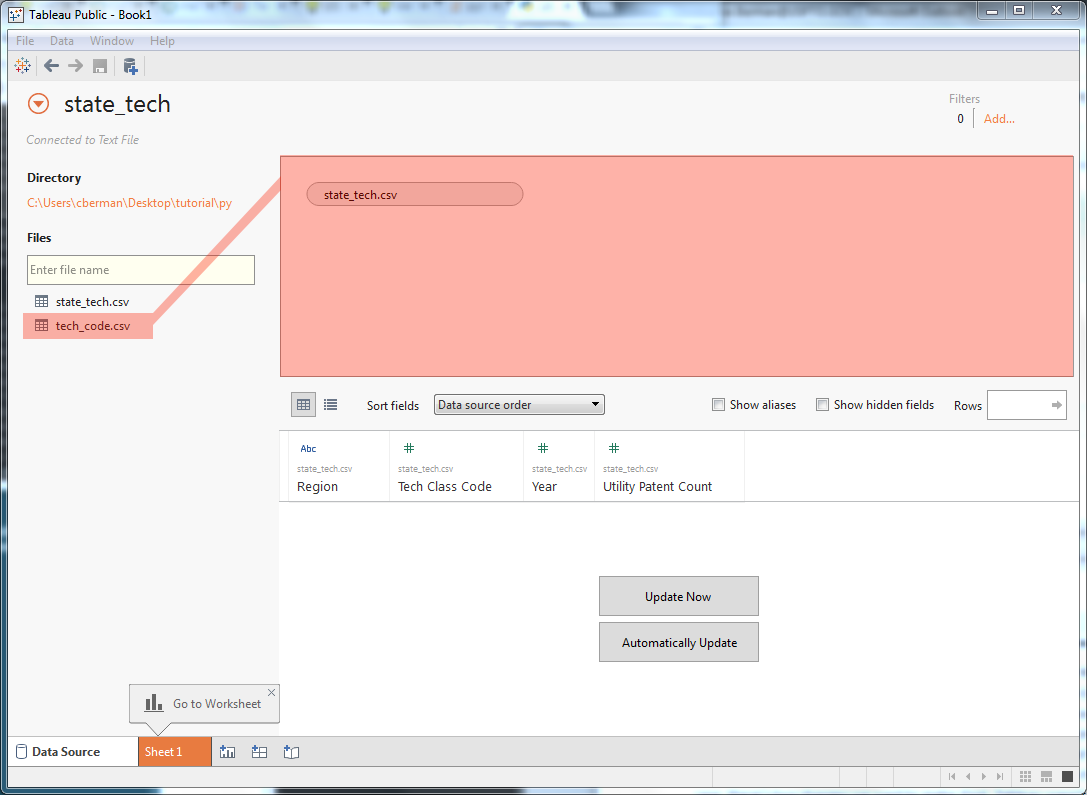 Tableau Public - Book1
File Data Window Help
state_tech
Filters
0 Add...
Connected to Text File
Directory
C:\Users\cberman\Desktop\tutorial\py
Files
Enter file name
state_tech.csv
tech_code.csv
state_tech.csv
Sort fields Data source order Show aliases Show hidden fields Rows
Abc
state_tech.csv state_tech.csv state_tech.csv state_tech.csv
Region Tech Class Code Year Utility Patent Count
Update Now
Automatically Update
Go to Worksheet
Data Source Sheet 1